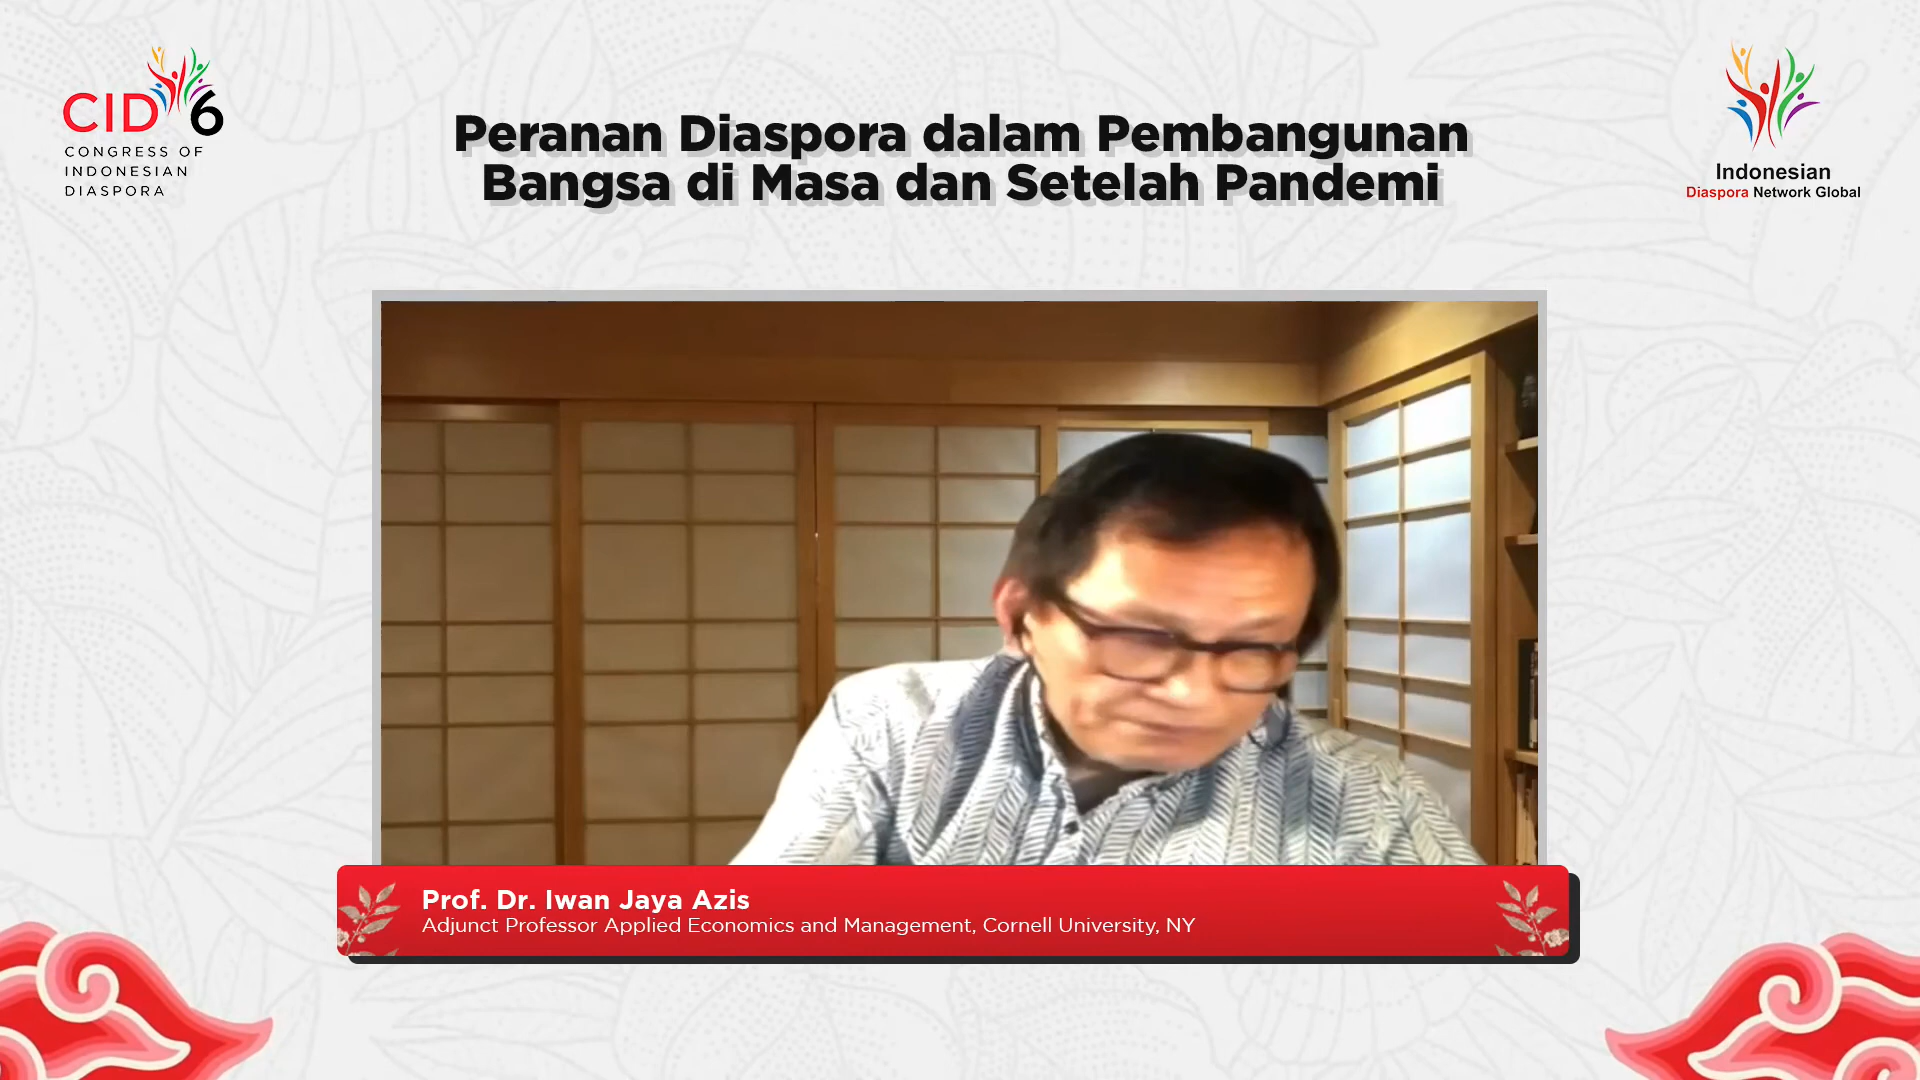 CID 6
CONGRESS OF
INDONESIAN
DIASPORA
Peranan Diaspora dalam Pembangunan
Bangsa di Masa dan Setelah Pandemi
Indonesian
Diaspora Network Global
Prof. Dr. Iwan Jaya Azis
Adjunct Professor Applied Economics and Management, Cornell University, NY